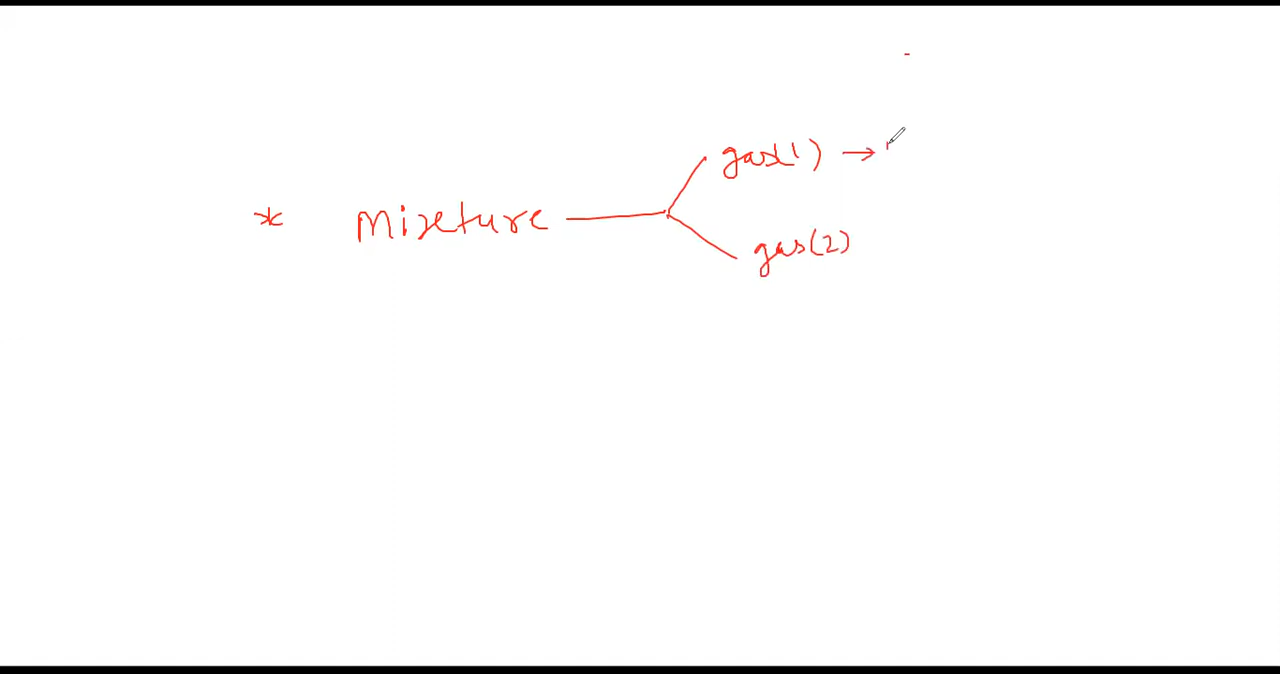 gas(1) →
* Mixture
gas(2)